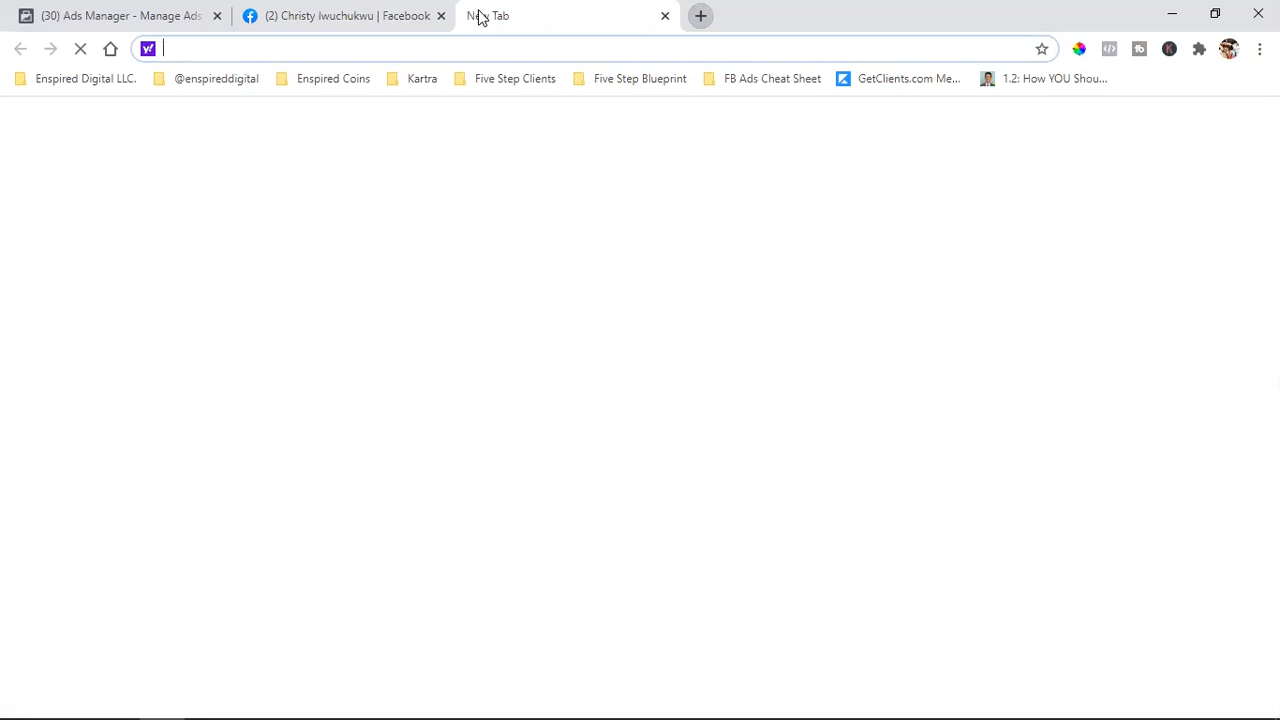 (30) Ads Manager - Manage Ads
(2) Christy Iwuchukwu | Facebook
New Tab
y!
Enspired Digital LLC.
@enspireddigital
Enspired Coins
Kartra
Five Step Clients
Five Step Blueprint
FB Ads Cheat Sheet
GetClients.com Me...
1.2: How YOU Shou...